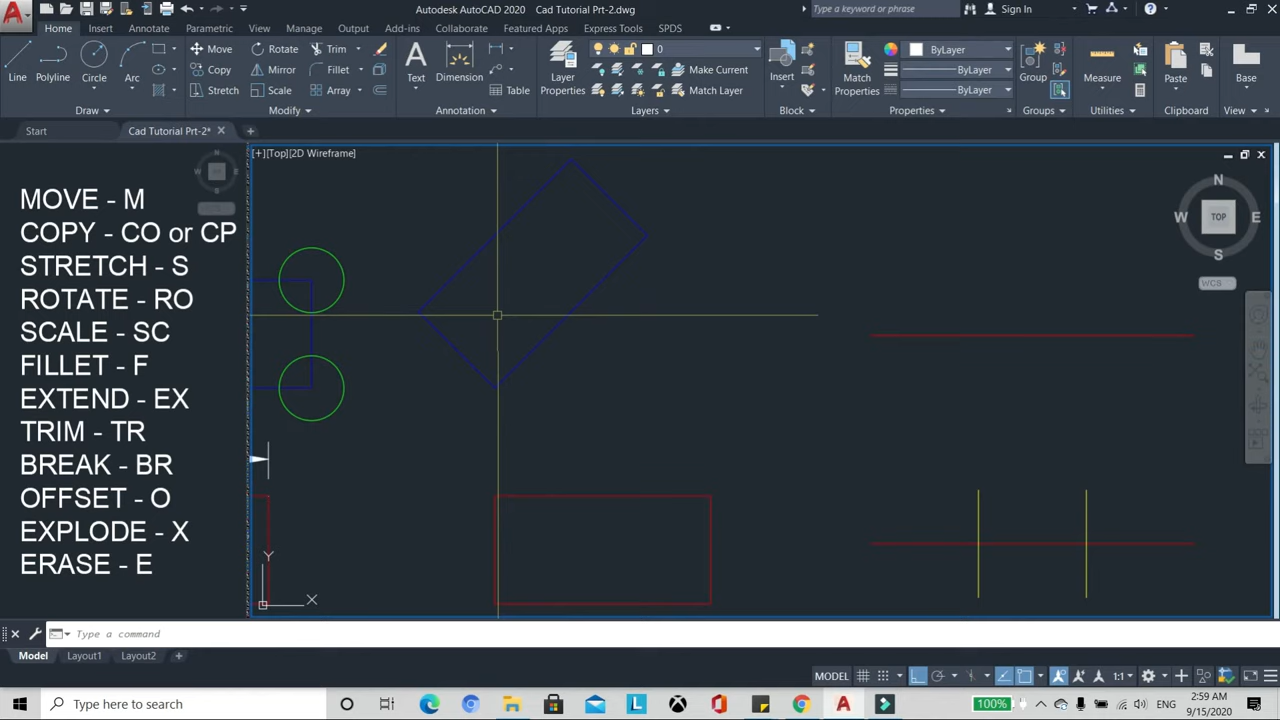 Autodesk AutoCAD 2020 Cad Tutorial Prt-2.dwg
Type a keyword or phrase
Sign In
Home Insert Annotate Parametric View Manage Output Add-ins Collaborate Express Tools Featured Apps SPDS
Line Polyline Circle Arc
Move Rotate Trim
Copy Mirror Fillet
Stretch Scale Array
Text Dimension
Table
Layer Properties
0
Make Current
Match Layer
Insert
Match Properties
ByLayer
ByLayer
ByLayer
Group
Measure
Paste
Base
Draw Modify Annotation Layers Block Properties Groups Utilities Clipboard View
Start Cad Tutorial Prt-2*
[+][Top][2D Wireframe]
MOVE - M
COPY - CO or CP
STRETCH - S
ROTATE - RO
SCALE - SC
FILLET - F
EXTEND - EX
TRIM - TR
BREAK - BR
OFFSET - O
EXPLODE - X
ERASE - E
N
W TOP E
S
WCS
Y
X
Type a command
Model Layout1 Layout2
MODEL
1:1
Type here to search
100%
ENG
2:59 AM
9/15/2020